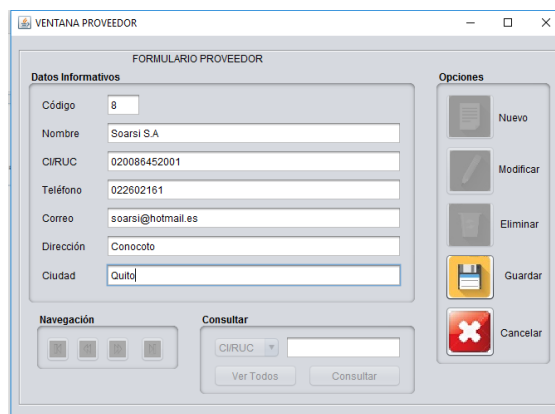 VENTANA PROVEEDOR
FORMULARIO PROVEEDOR
Datos Informativos
Código 8
Nombre Soarsi S.A
CI/RUC 020086452001
Teléfono 022602161
Correo soarsi@hotmail.es
Dirección Conocoto
Ciudad Quito
Opciones
Nuevo
Modificar
Eliminar
Guardar
Cancelar
Navegación
Consultar
CI/RUC
Ver Todos Consultar